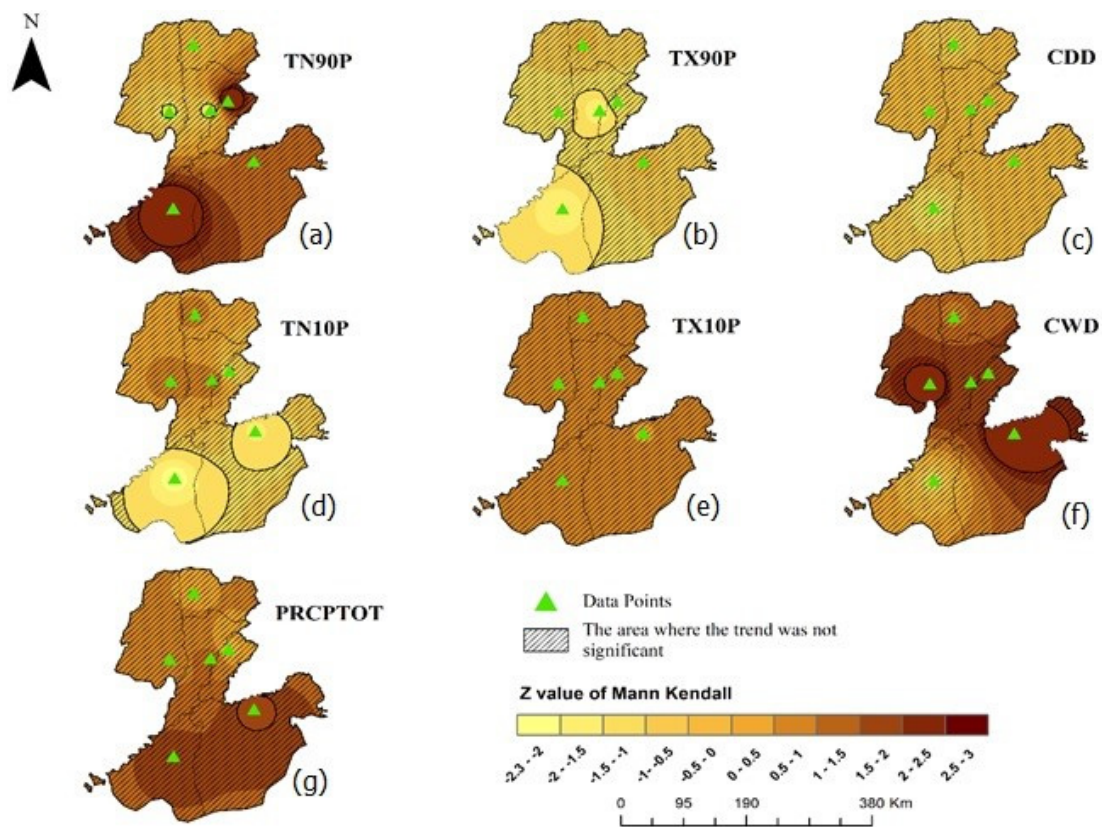 N
TN90P
TX90P
CDD
(a)
(b)
(c)
TN10P
TX10P
CWD
(d)
(e)
(f)
PRCPTOT
(g)
Data Points
The area where the trend was not
significant
Z value of Mann Kendall
-2.3 - -2
-2 - -1.5
-1.5 - -1
-1 - -0.5
-0.5 - 0
0 - 0.5
0.5 - 1
1 - 1.5
1.5 - 2
2 - 2.5
2.5 - 3
0 95 190 380 Km